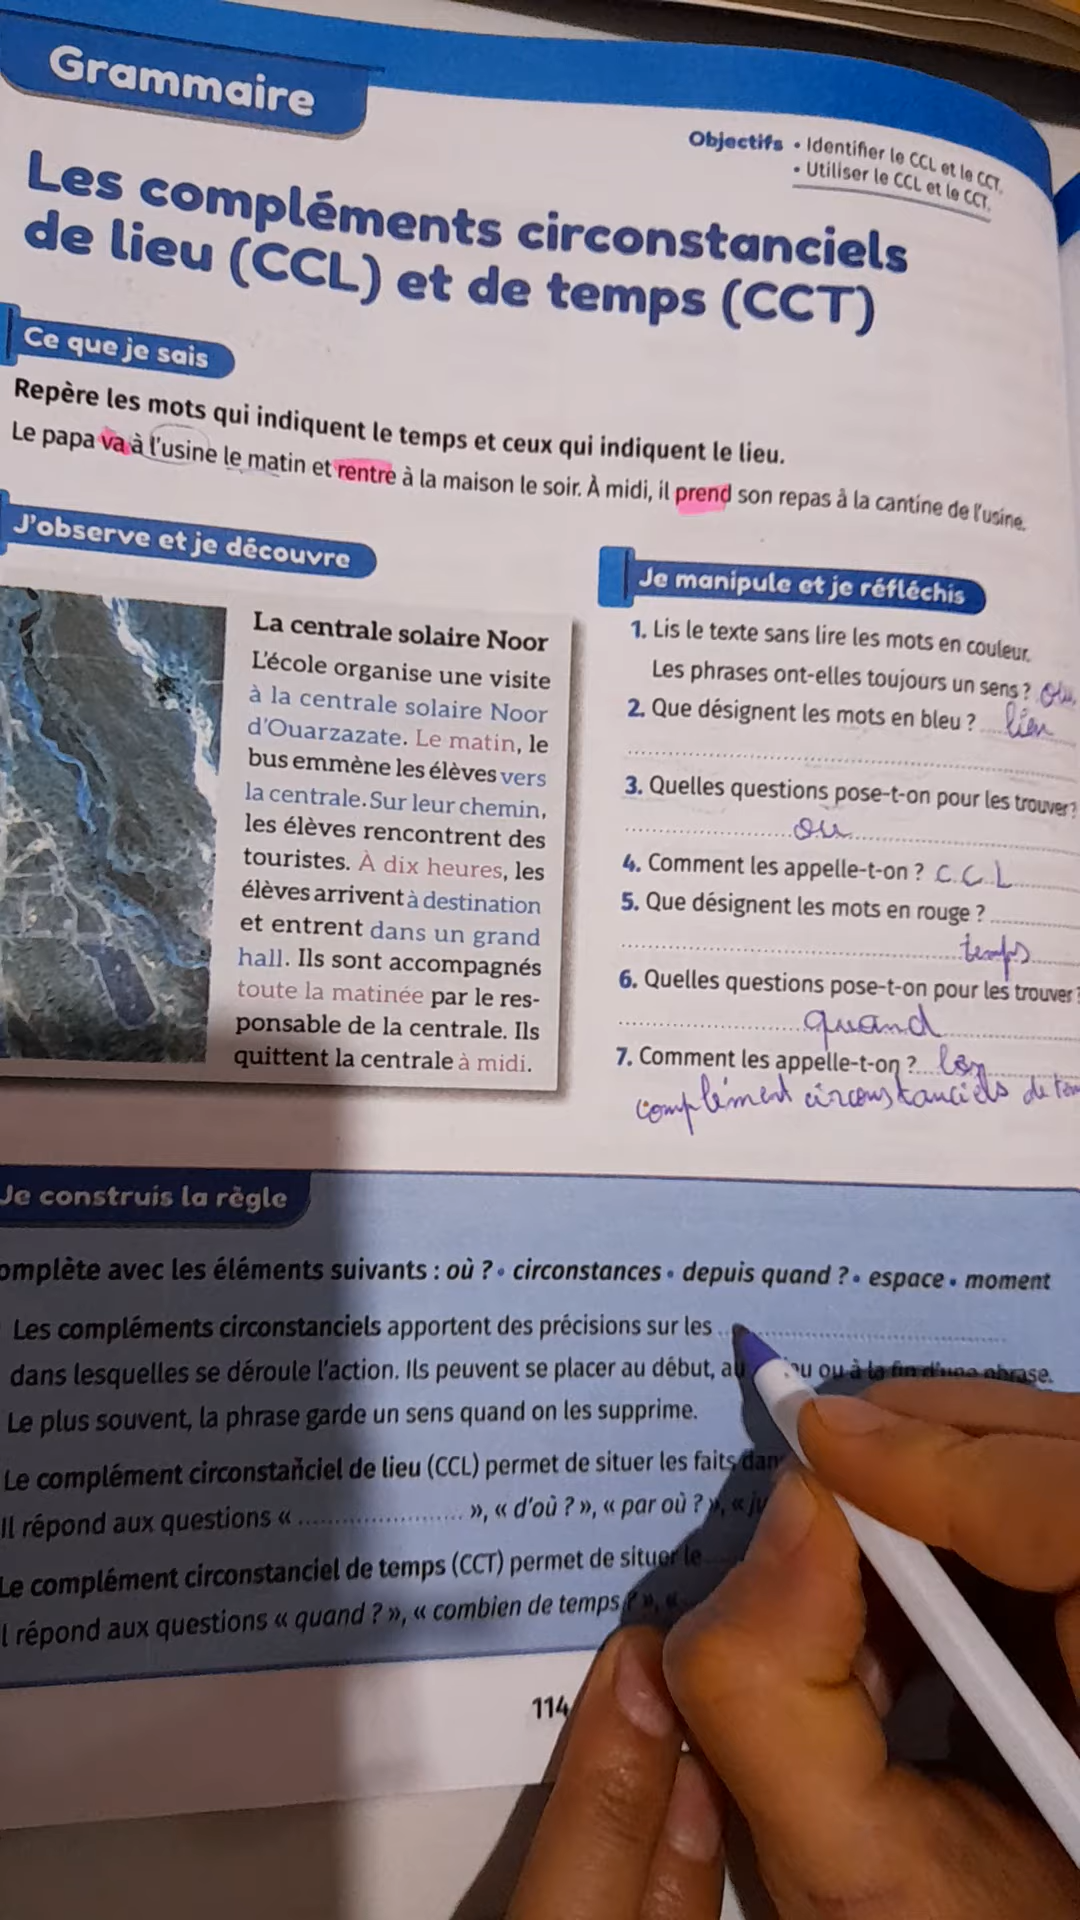 Grammaire
Objectifs • Identifier le CCL et le CCT.
• Utiliser le CCL et le CCT.
Les compléments circonstanciels
de lieu (CCL) et de temps (CCT)
Ce que je sais
Repère les mots qui indiquent le temps et ceux qui indiquent le lieu.
Le papa va à l'usine le matin et rentre à la maison le soir. À midi, il prend son repas à la cantine de l'usine.
J'observe et je découvre
La centrale solaire Noor
L'école organise une visite
à la centrale solaire Noor
d'Ouarzazate. Le matin, le
bus emmène les élèves vers
la centrale. Sur leur chemin,
les élèves rencontrent des
touristes. À dix heures, les
élèves arrivent à destination
et entrent dans un grand
hall. Ils sont accompagnés
toute la matinée par le res-
ponsable de la centrale. Ils
quittent la centrale à midi.
Je manipule et je réfléchis
1. Lis le texte sans lire les mots en couleur.
Les phrases ont-elles toujours un sens ?
2. Que désignent les mots en bleu ? lieu
3. Quelles questions pose-t-on pour les trouver ?
ou
4. Comment les appelle-t-on ? C.C.L
5. Que désignent les mots en rouge ?
temps
6. Quelles questions pose-t-on pour les trouver ?
quand
7. Comment les appelle-t-on ?
complément circonstanciels de
Je construis la règle
omplète avec les éléments suivants : où ? • circonstances • depuis quand ? • espace • moment
Les compléments circonstanciels apportent des précisions sur les
dans lesquelles se déroule l'action. Ils peuvent se placer au début, au ou à la fin d'une phrase.
Le plus souvent, la phrase garde un sens quand on les supprime.
Le complément circonstanciel de lieu (CCL) permet de situer les faits dan
Il répond aux questions « ........ », « d'où ? », « par où ? », « ju
Le complément circonstanciel de temps (CCT) permet de situer le
l répond aux questions « quand ? », « combien de temps ? », «
114